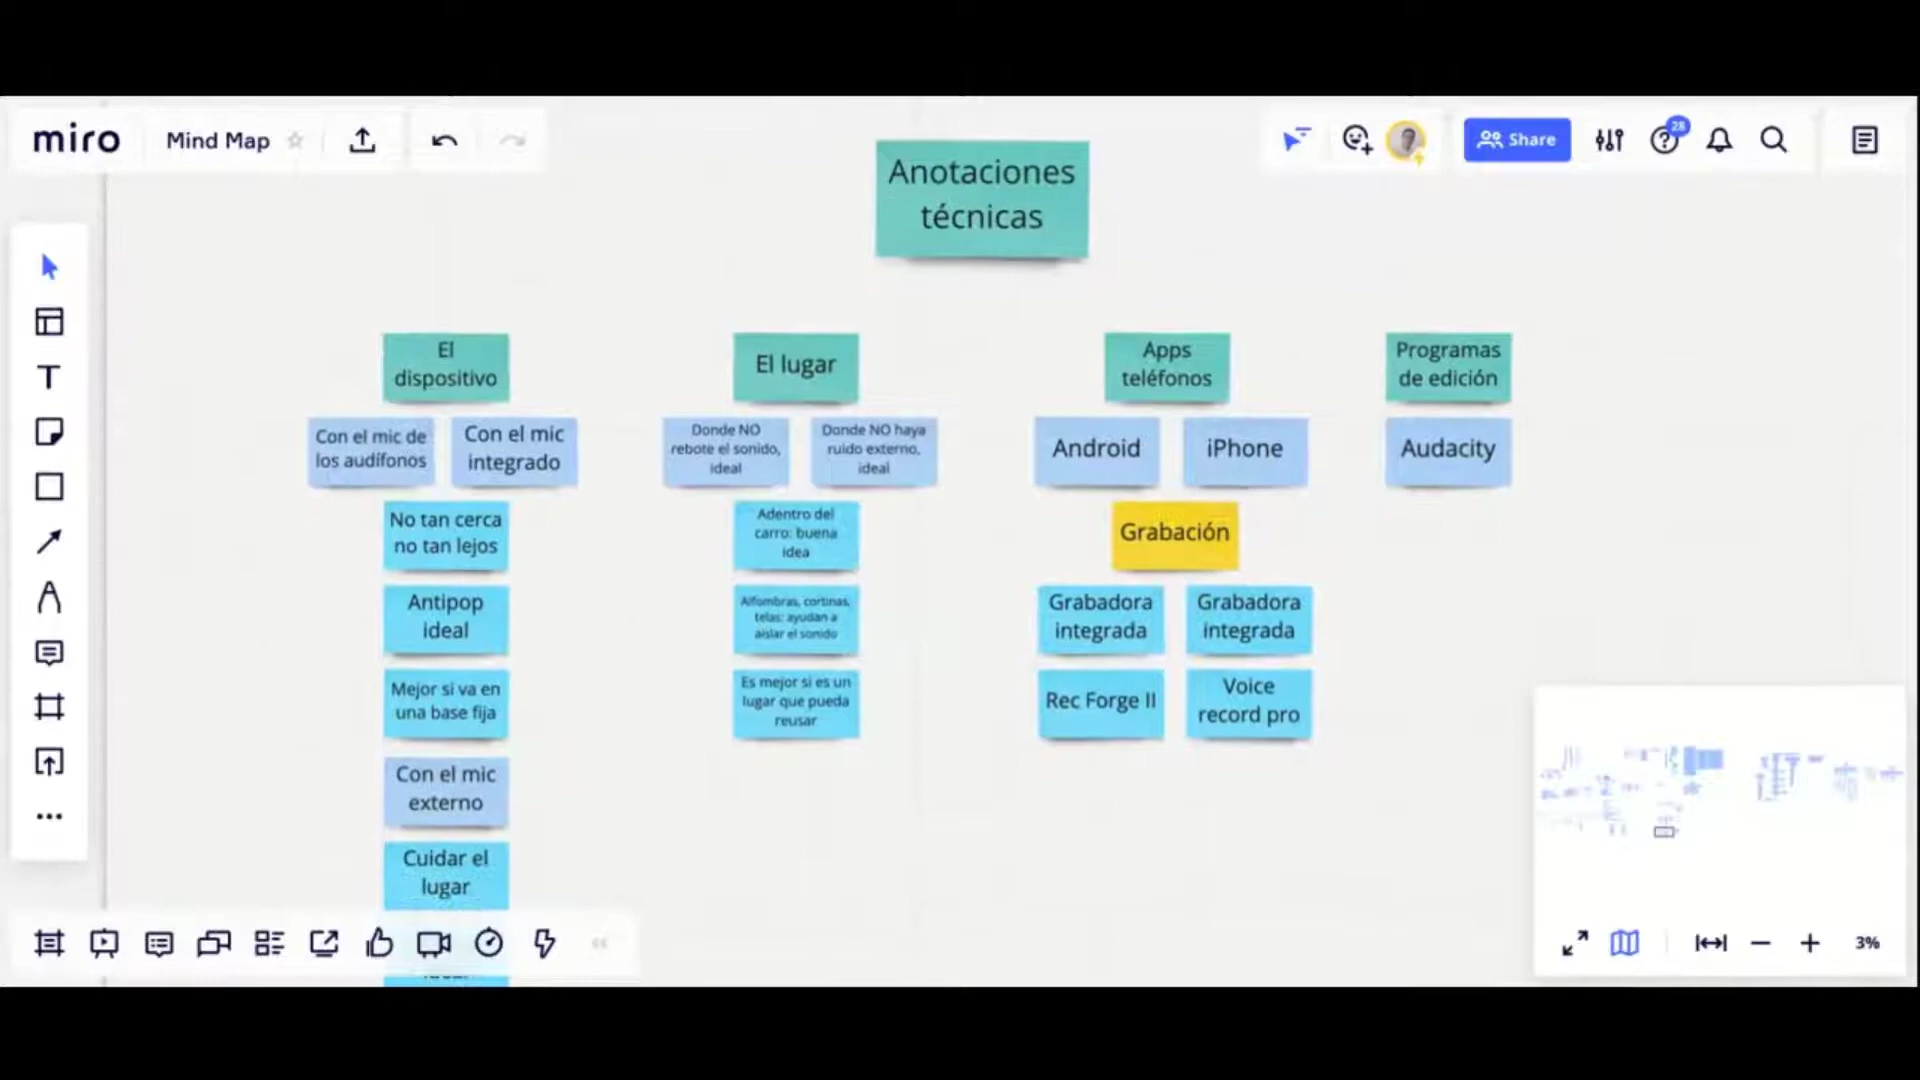 miro
Mind Map
Share
28
Anotaciones
técnicas
El
dispositivo
El lugar
Apps
teléfonos
Programas
de edición
Con el mic de
los audífonos
Con el mic
integrado
Donde NO
rebote el sonido,
ideal
Donde NO haya
ruido externo,
ideal
Android
iPhone
Audacity
No tan cerca
no tan lejos
Adentro del
carro: buena
idea
Grabación
Antipop
ideal
Alfombras, cortinas,
telas: ayudan a
aislar el sonido
Grabadora
integrada
Grabadora
integrada
Mejor si va en
una base fija
Es mejor si es un
lugar que pueda
reusar
Rec Forge II
Voice
record pro
Con el mic
externo
Cuidar el
lugar
3%